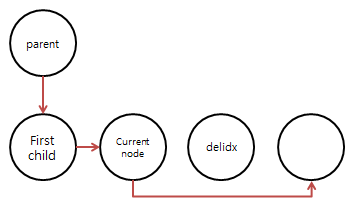 parent
First
child
Current
node
delidx